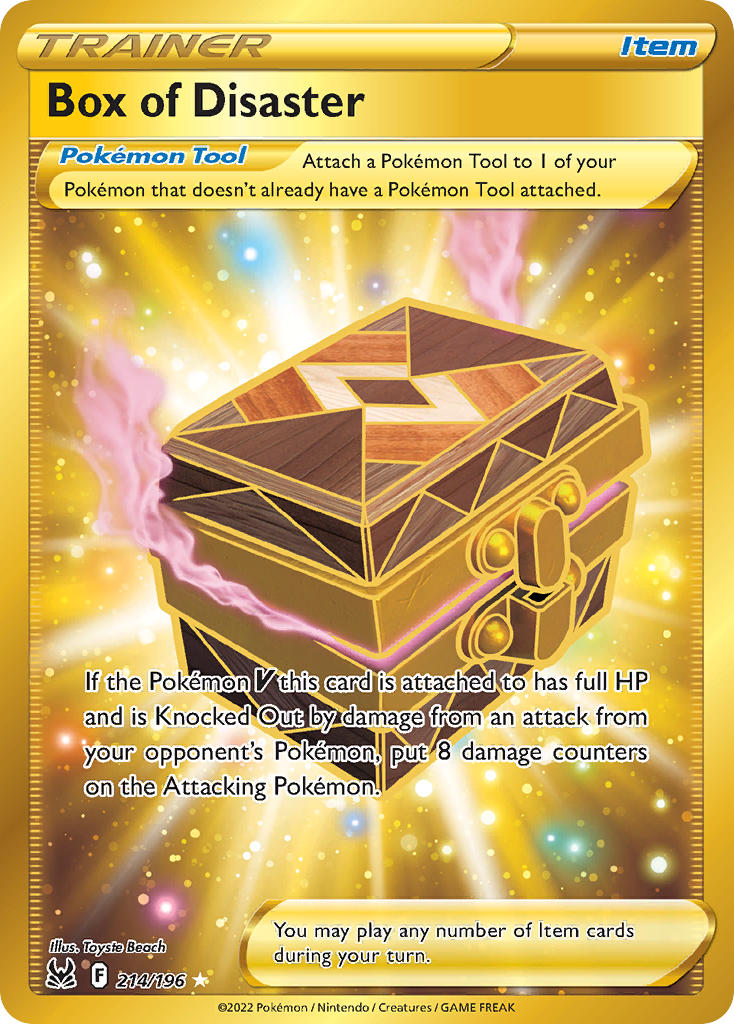 TRAINER
Item
Box of Disaster
Pokémon Tool
Attach a Pokémon Tool to 1 of your
Pokémon that doesn't already have a Pokémon Tool attached.
If the Pokémon V this card is attached to has full HP
and is Knocked Out by damage from an attack from
your opponent's Pokémon, put 8 damage counters
on the Attacking Pokémon.
You may play any number of Item cards
during your turn.
Illus. Toyste Beach
F 214/196 ★
©2022 Pokémon / Nintendo / Creatures / GAME FREAK